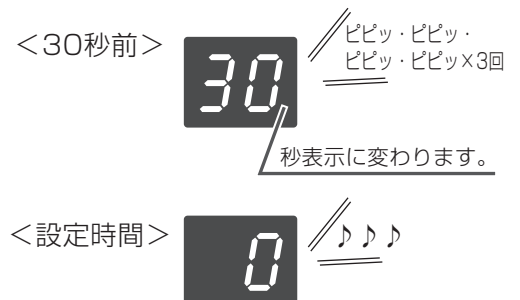 <30秒前>
30
ピピッ・ピピッ・
ピピッ・ピピッ×3回
秒表示に変わります。
<設定時間>
0
♪♪♪